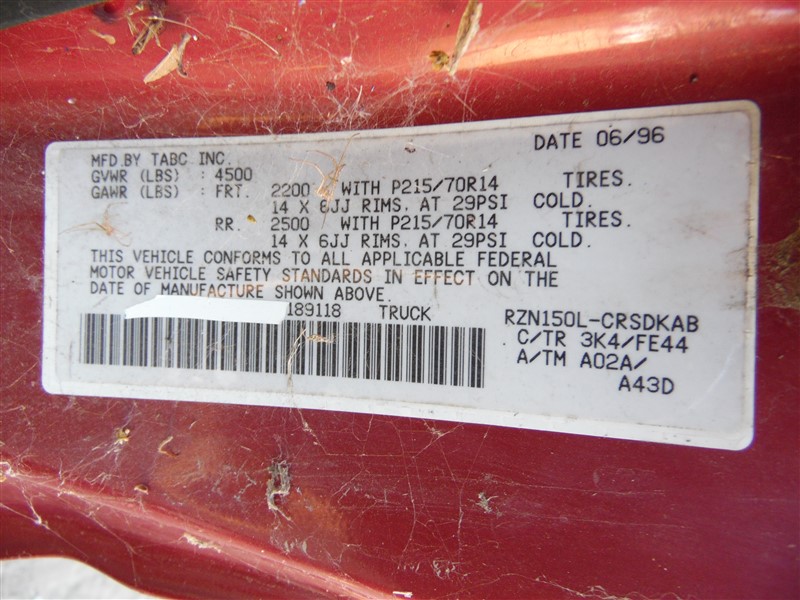 DATE 06/96
MFD.BY TABC INC.
GVWR (LBS) : 4500
GAWR (LBS) : FRT. 2200 WITH P215/70R14 TIRES.
14 X 6JJ RIMS. AT 29PSI COLD.
RR. 2500 WITH P215/70R14 TIRES.
14 X 6JJ RIMS. AT 29PSI COLD.
THIS VEHICLE CONFORMS TO ALL APPLICABLE FEDERAL
MOTOR VEHICLE SAFETY STANDARDS IN EFFECT ON THE
DATE OF MANUFACTURE SHOWN ABOVE.
189118 TRUCK
RZN150L-CRSDKAB
C/TR 3K4/FE44
A/TM A02A/
A43D